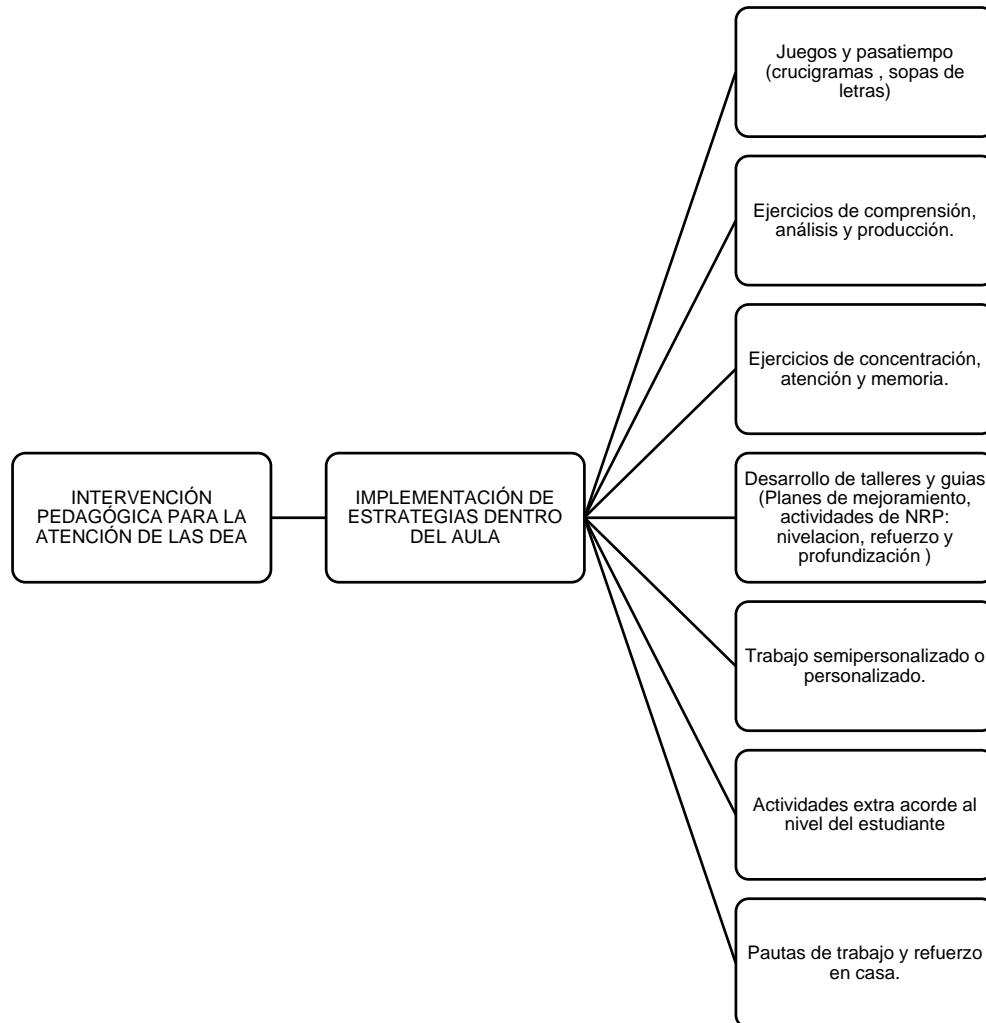 Juegos y pasatiempo
(crucigramas , sopas de
letras)
Ejercicios de comprensión,
análisis y producción.
Ejercicios de concentración,
atención y memoria.
INTERVENCIÓN
PEDAGÓGICA PARA LA
ATENCIÓN DE LAS DEA
IMPLEMENTACIÓN DE
ESTRATEGIAS DENTRO
DEL AULA
Desarrollo de talleres y guias
(Planes de mejoramiento,
actividades de NRP:
nivelacion, refuerzo y
profundización )
Trabajo semipersonalizado o
personalizado.
Actividades extra acorde al
nivel del estudiante
Pautas de trabajo y refuerzo
en casa.